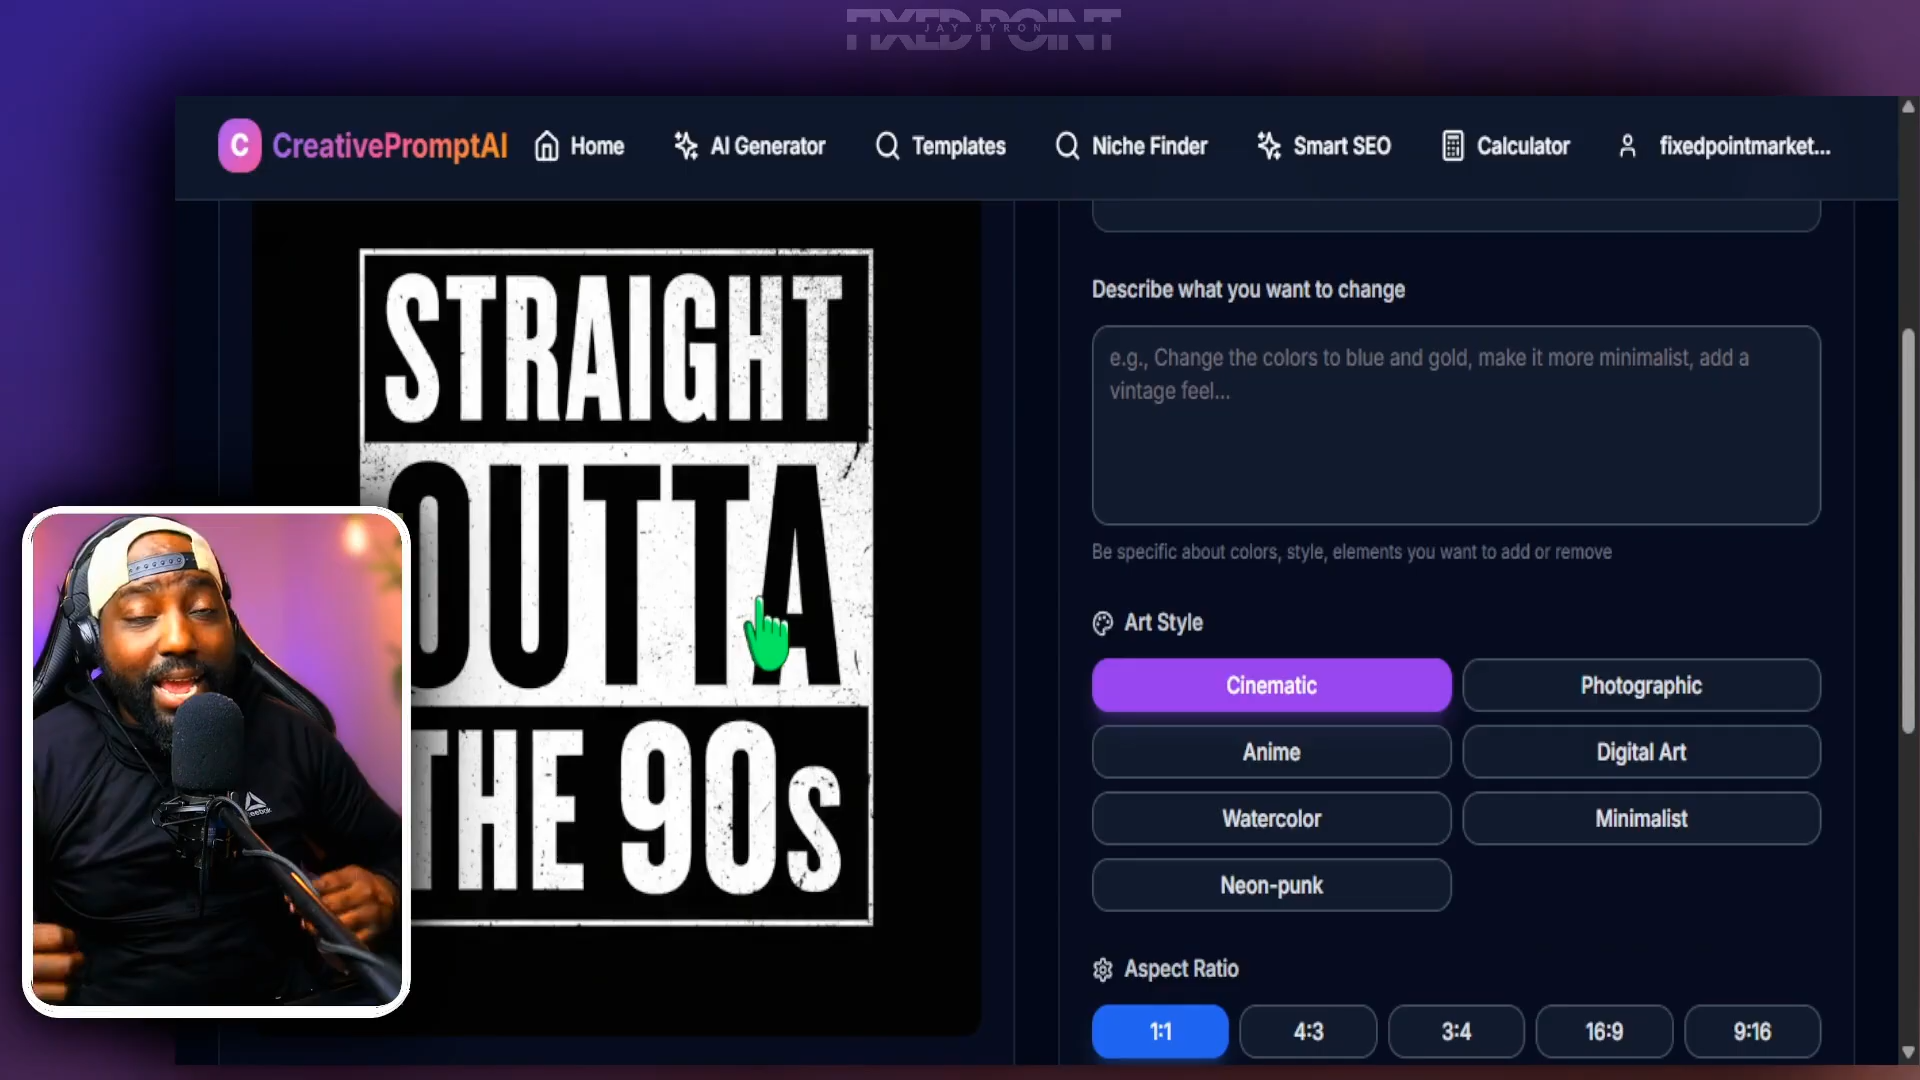 FIXED POINT
JAY BYRON
C CreativePromptAI
Home
AI Generator
Templates
Niche Finder
Smart SEO
Calculator
fixedpointmarket...
STRAIGHT
OUTTA
THE 90s
Describe what you want to change
e.g., Change the colors to blue and gold, make it more minimalist, add a
vintage feel...
Be specific about colors, style, elements you want to add or remove
Art Style
Cinematic
Photographic
Anime
Digital Art
Watercolor
Minimalist
Neon-punk
Aspect Ratio
1:1
4:3
3:4
16:9
9:16
Reebok